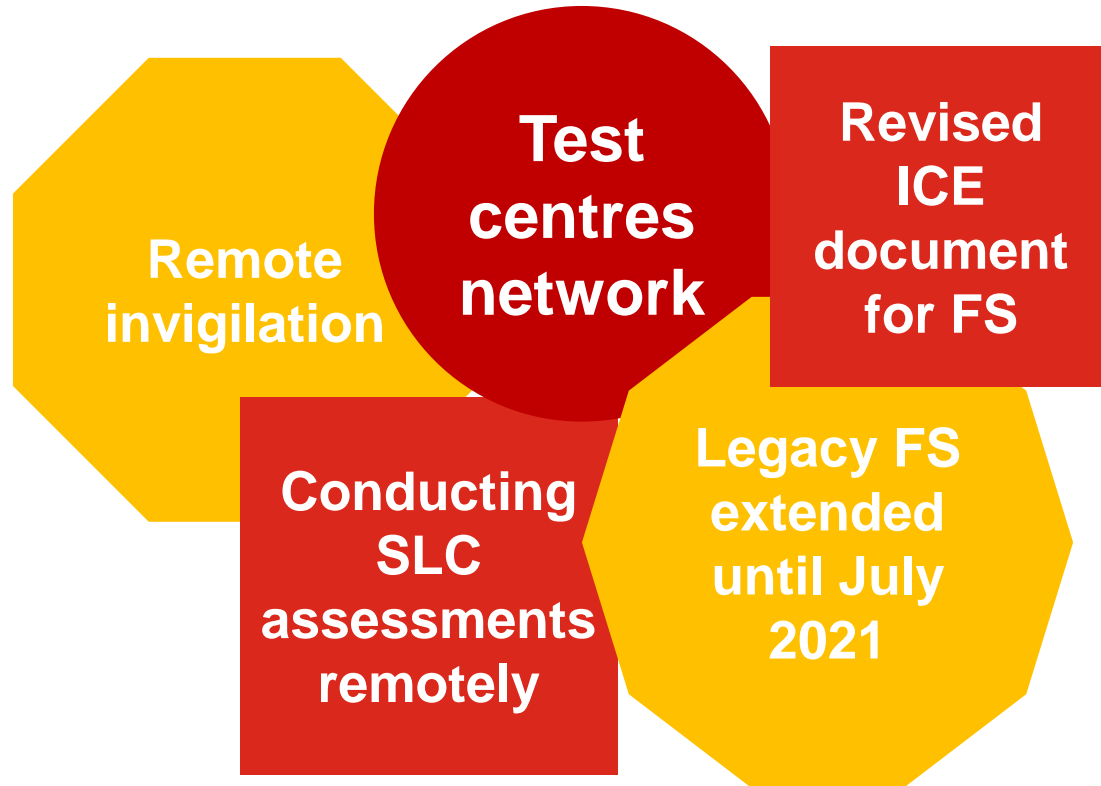 Remote
invigilation
Test
centres
network
Revised
ICE
document
for FS
Conducting
SLC
assessments
remotely
Legacy FS
extended
until July
2021